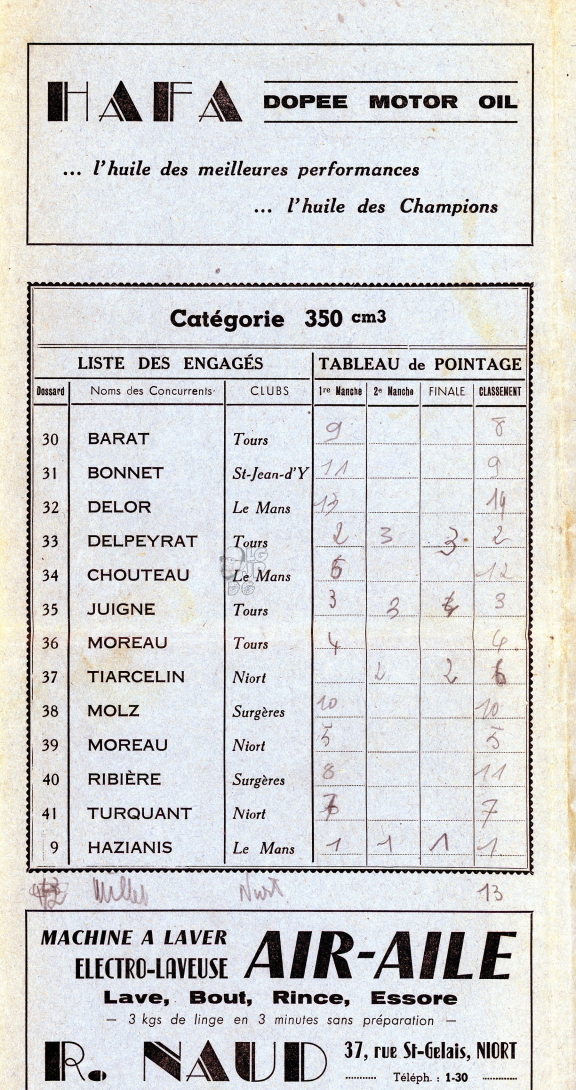 HAFA DOPEE MOTOR OIL
... l'huile des meilleures performances
... l'huile des Champions
Catégorie 350 cm3
LISTE DES ENGAGÉS TABLEAU de POINTAGE
Dossard Noms des Concurrents CLUBS 1re Manche 2e Manche FINALE CLASSEMENT
30 BARAT Tours 9 8
31 BONNET St-Jean-d'Y 11 9
32 DELOR Le Mans 14
33 DELPEYRAT Tours 2 3 3 2
34 CHOUTEAU Le Mans 6 12
35 JUIGNE Tours 3 3 3
36 MOREAU Tours 4 4
37 TIARCELIN Niort 2 2 6
38 MOLZ Surgères 10 10
39 MOREAU Niort 5 5
40 RIBIÈRE Surgères 8 11
41 TURQUANT Niort 7 7
9 HAZIANIS Le Mans 1 1 1 1
Niort 13
MACHINE A LAVER
ELECTRO-LAVEUSE AIR-AILE
Lave, Bout, Rince, Essore
— 3 kgs de linge en 3 minutes sans préparation —
R. NAUD 37, rue St-Gelais, NIORT
Téléph. : 1-30